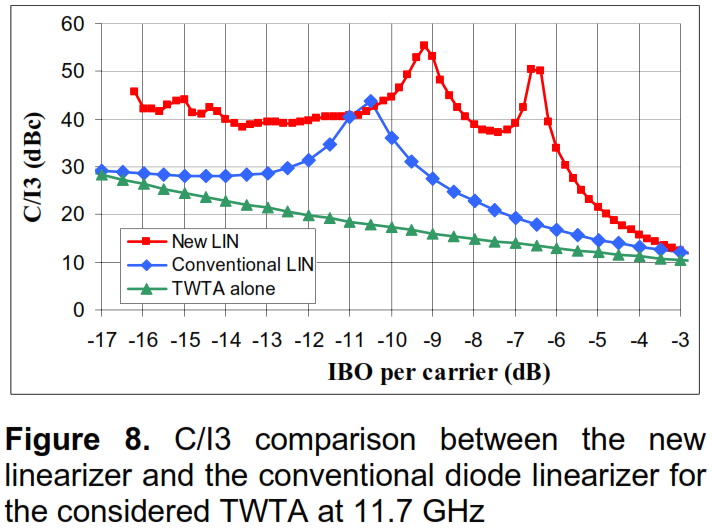 60
50
40
30
20
10
0
C/I3 (dBc)
New LIN
Conventional LIN
TWTA alone
-17 -16 -15 -14 -13 -12 -11 -10 -9 -8 -7 -6 -5 -4 -3
IBO per carrier (dB)
Figure 8. C/I3 comparison between the new
linearizer and the conventional diode linearizer for
the considered TWTA at 11.7 GHz